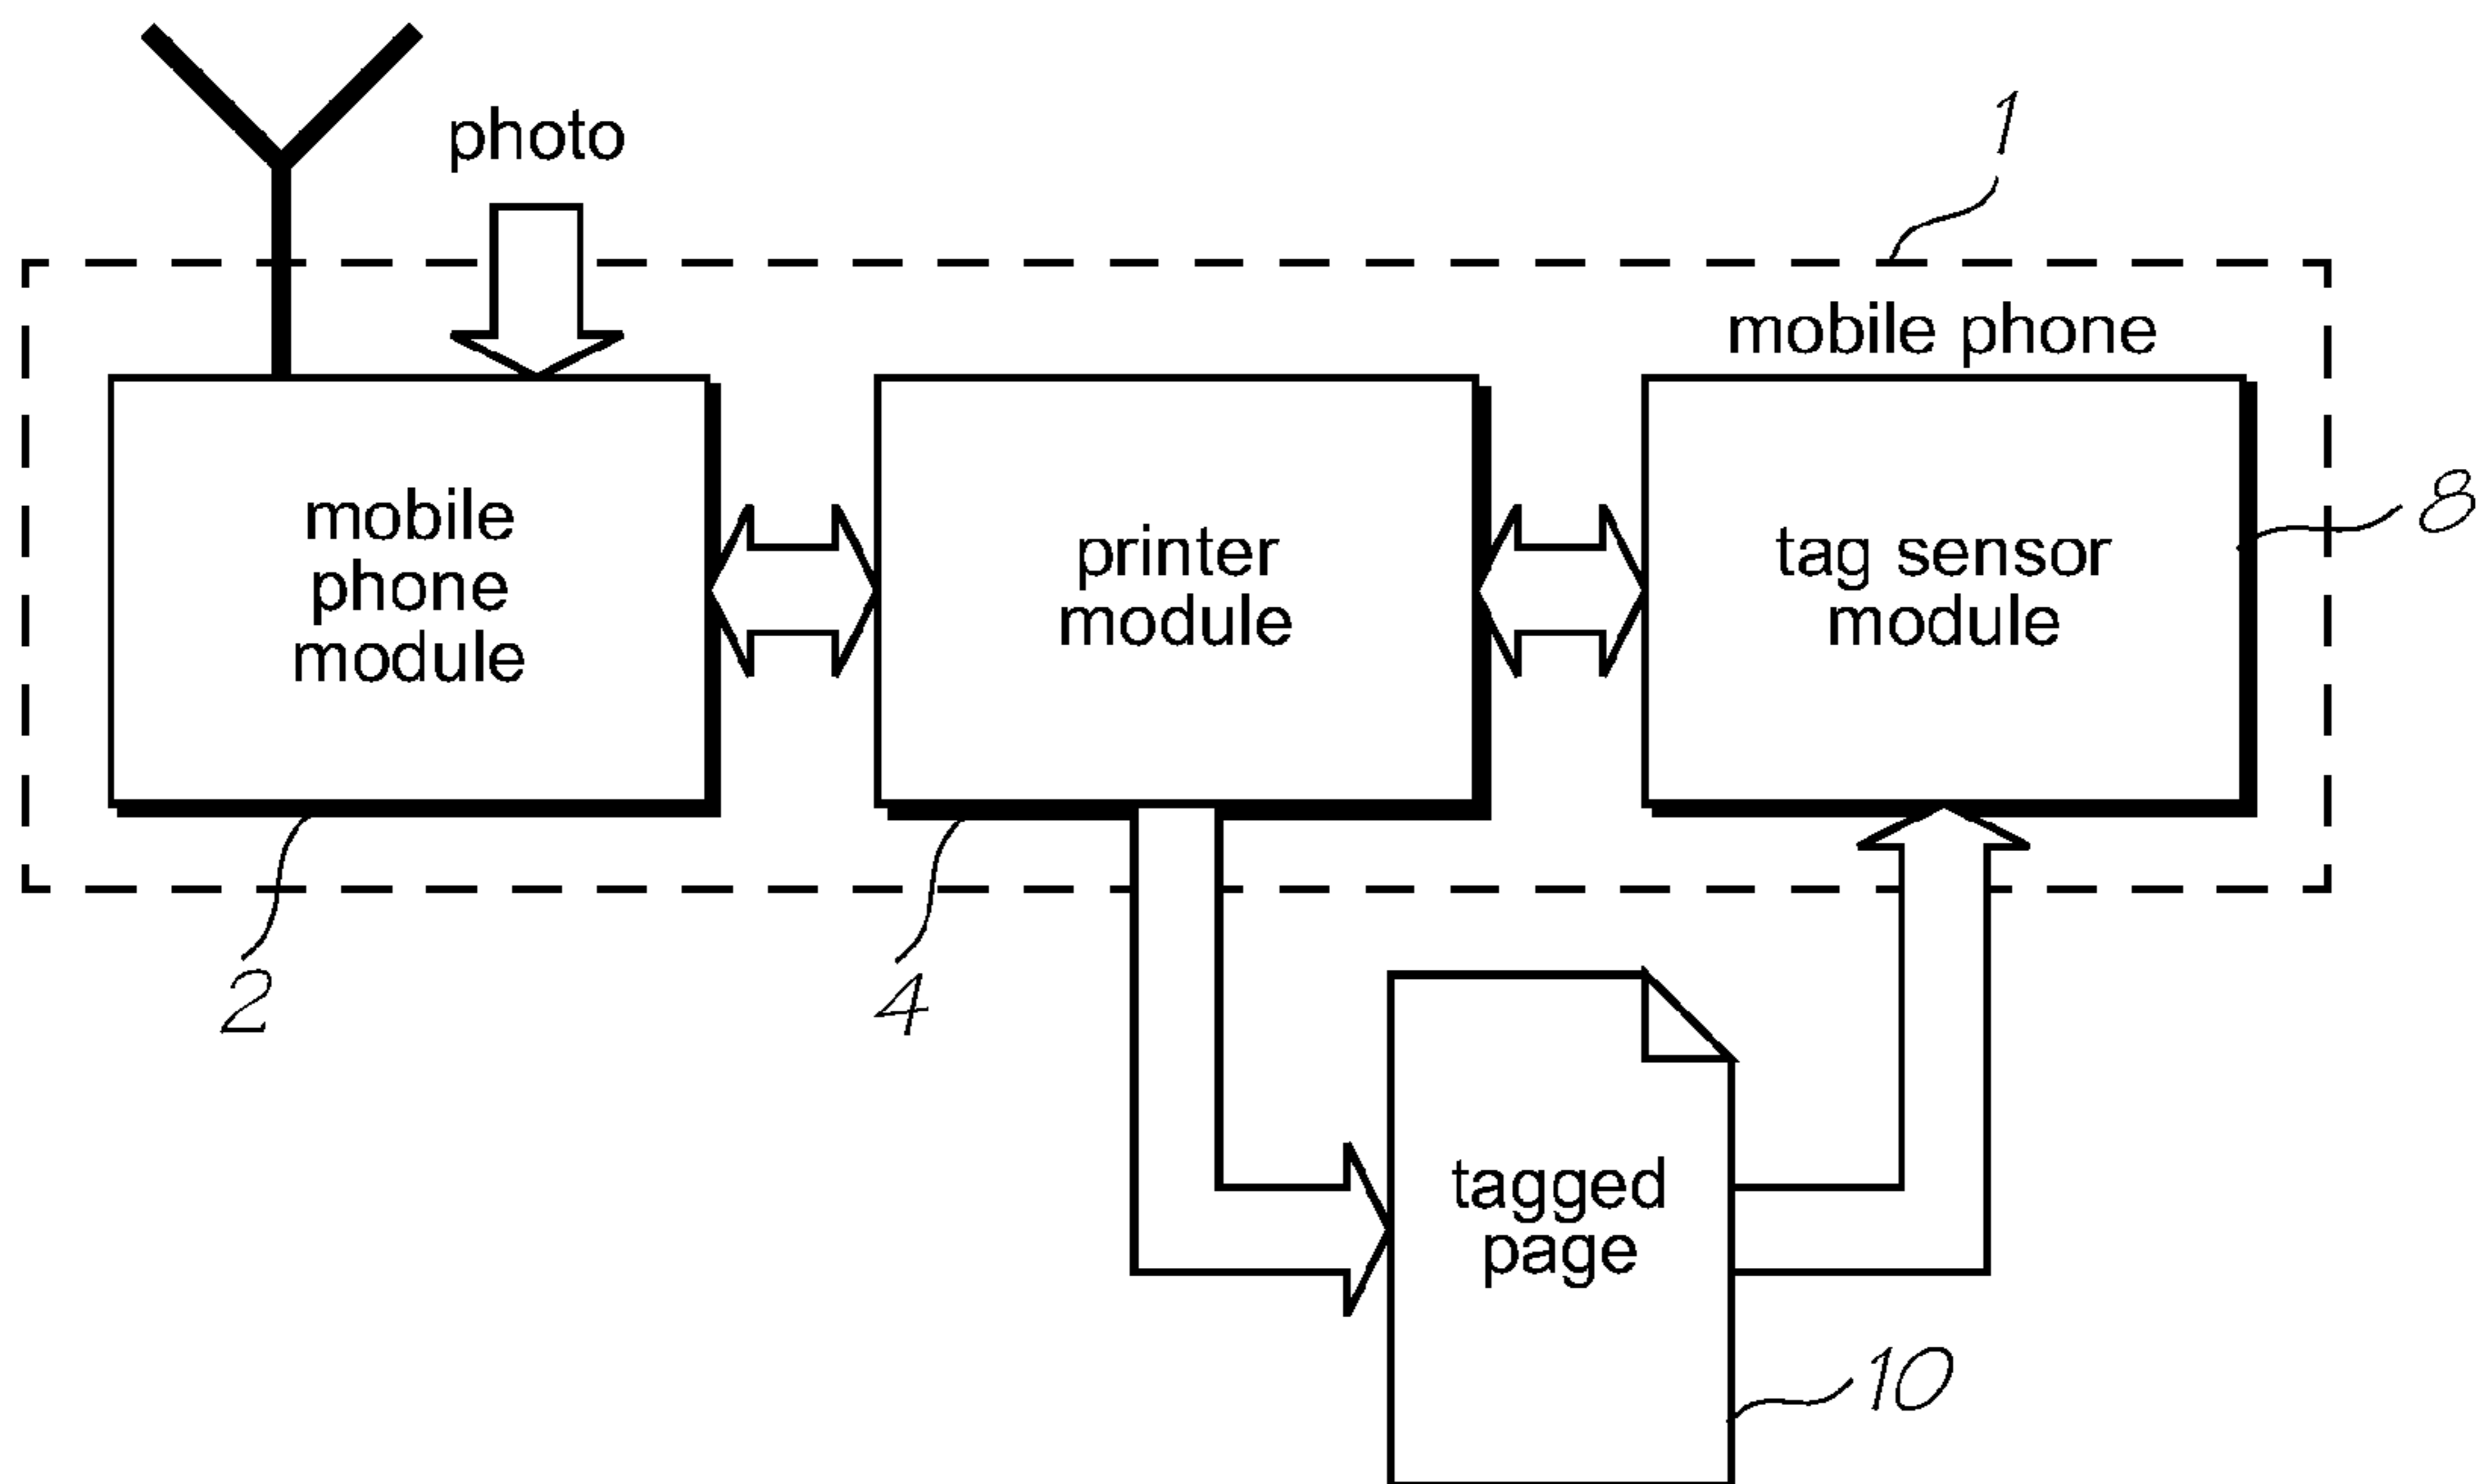 photo
1
mobile phone
mobile
phone
module
printer
module
tag sensor
module
8
2
4
tagged
page
10